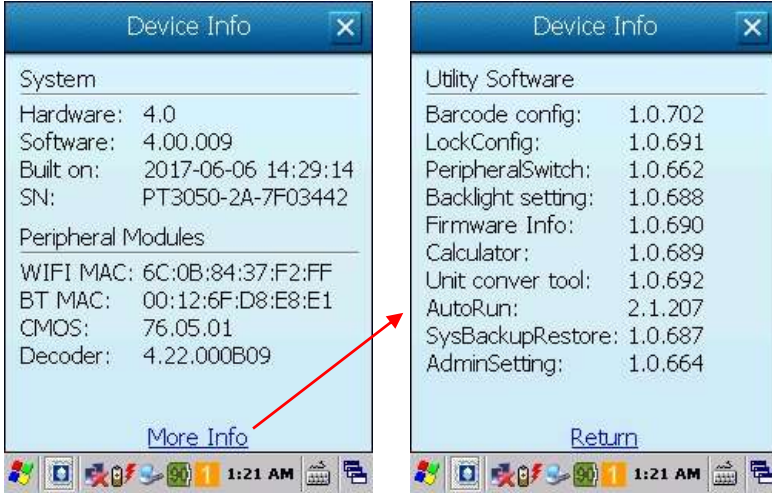 Device Info
System
Hardware: 4.0
Software: 4.00.009
Built on: 2017-06-06 14:29:14
SN: PT3050-2A-7F03442
Peripheral Modules
WIFI MAC: 6C:0B:84:37:F2:FF
BT MAC: 00:12:6F:D8:E8:E1
CMOS: 76.05.01
Decoder: 4.22.000B09
More Info
90 1 1:21 AM
Device Info
Utility Software
Barcode config: 1.0.702
LockConfig: 1.0.691
PeripheralSwitch: 1.0.662
Backlight setting: 1.0.688
Firmware Info: 1.0.690
Calculator: 1.0.689
Unit conver tool: 1.0.692
AutoRun: 2.1.207
SysBackupRestore: 1.0.687
AdminSetting: 1.0.664
Return
90 1 1:21 AM